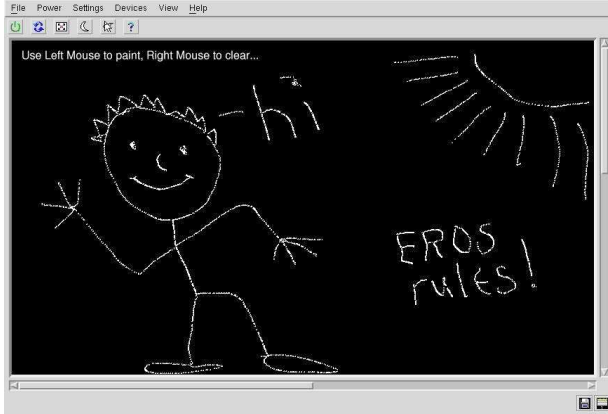 File Power Settings Devices View Help
?
Use Left Mouse to paint, Right Mouse to clear...
hi
EROS
rules!